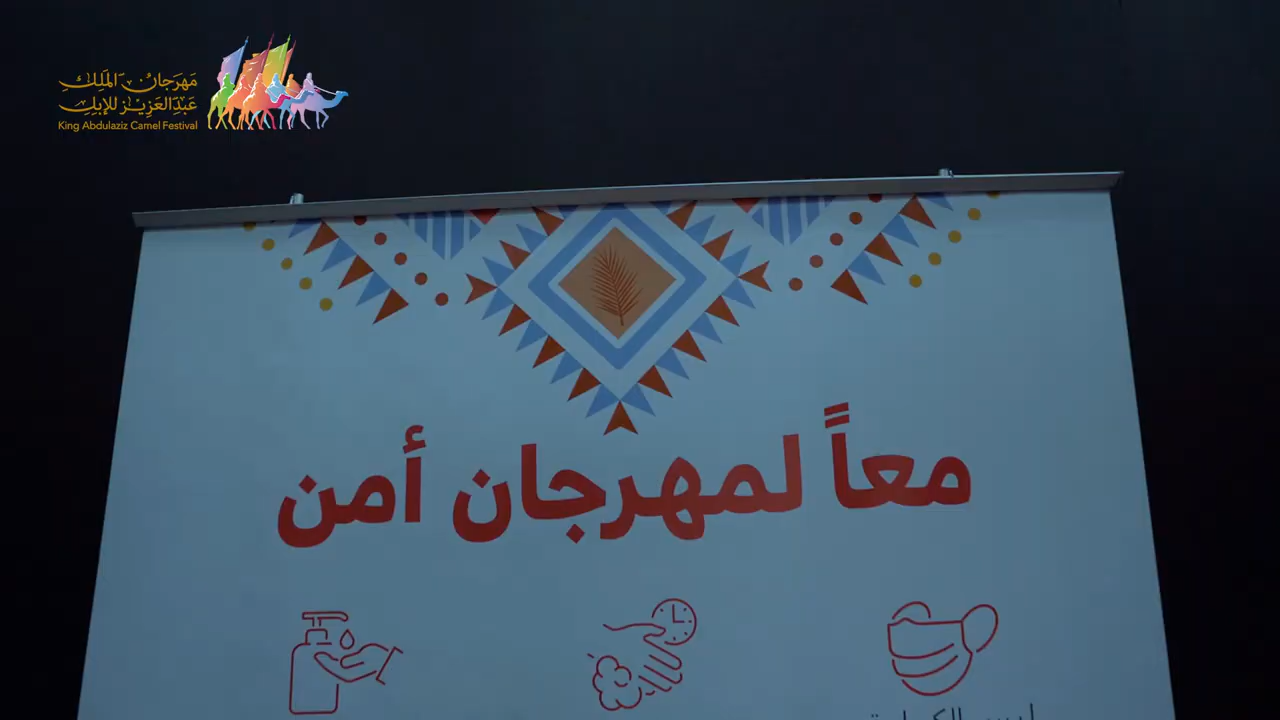 مهرجان الملك
عبدالعزيز للإبل
King Abdulaziz Camel Festival
معاً لمهرجان أمن